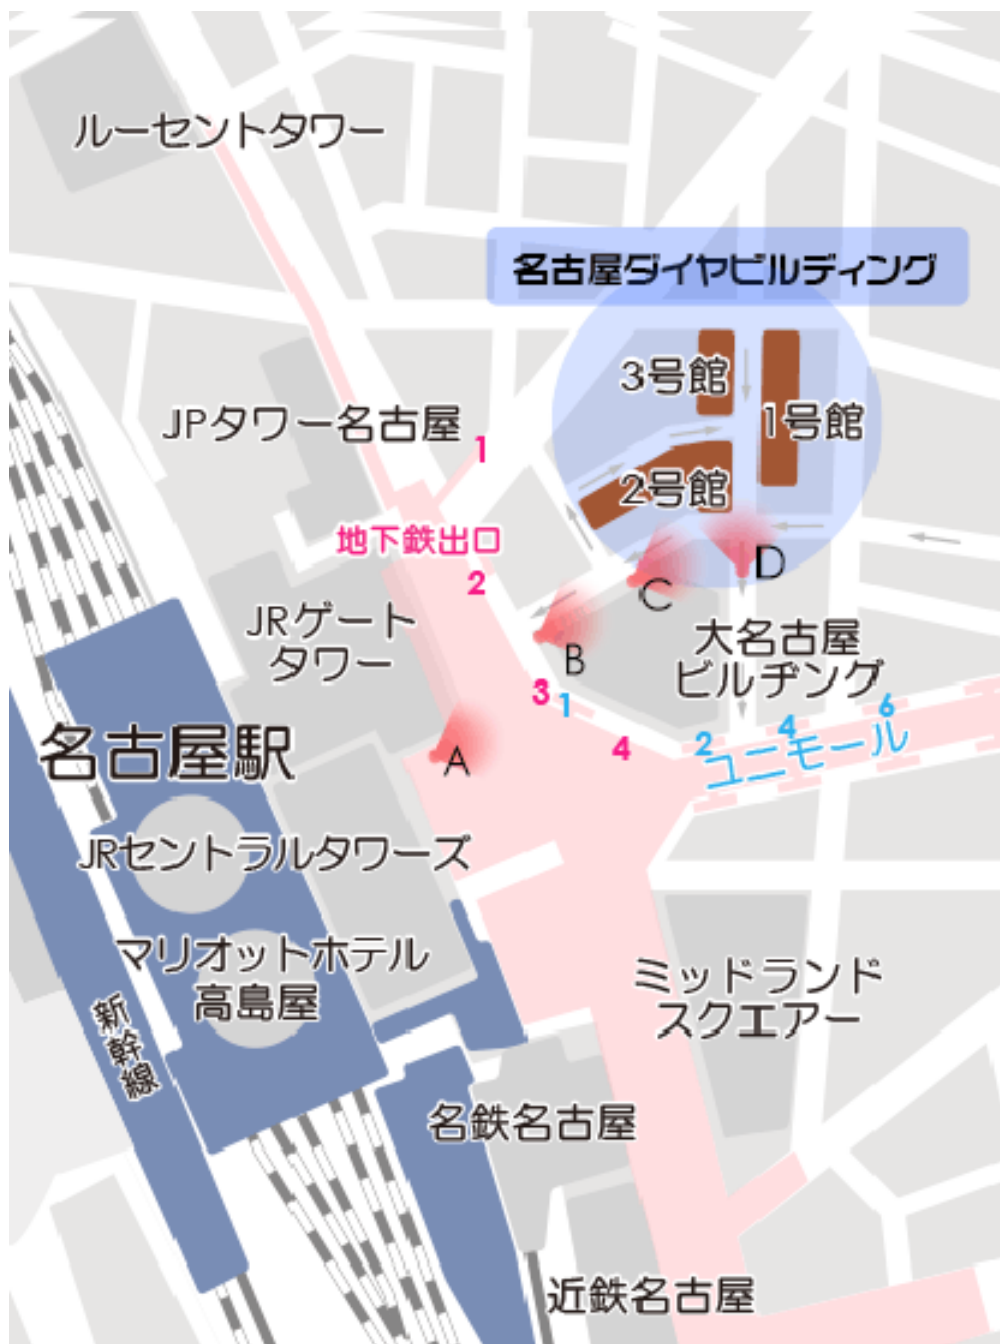 ルーセントタワー
名古屋ダイヤビルディング
3号館
1号館
JPタワー名古屋
1
2号館
地下鉄出口
2
D
C
JRゲート
タワー
B
大名古屋
ビルヂング
3
1
6
4
2
4
ユニモール
名古屋駅
A
JRセントラルタワーズ
マリオットホテル
高島屋
ミッドランド
スクエアー
新幹線
名鉄名古屋
近鉄名古屋